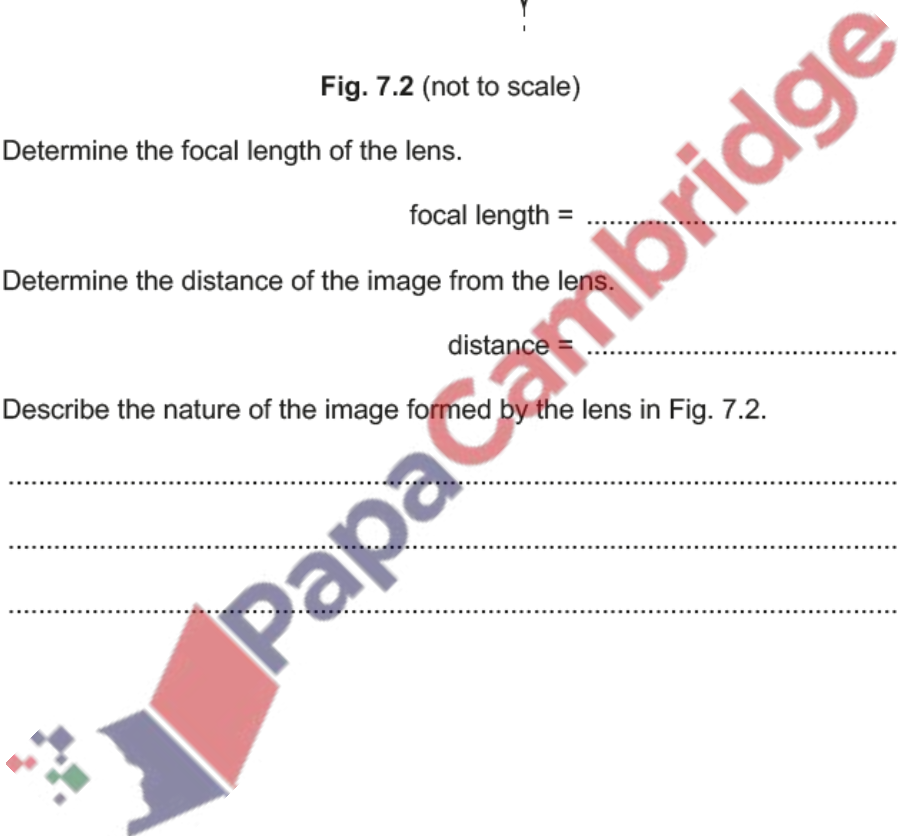 Fig. 7.2 (not to scale)
Determine the focal length of the lens.
focal length = ..........................................
Determine the distance of the image from the lens.
distance = ..........................................
Describe the nature of the image formed by the lens in Fig. 7.2.
..........................................................................................................................
..........................................................................................................................
..........................................................................................................................
PapaCambridge